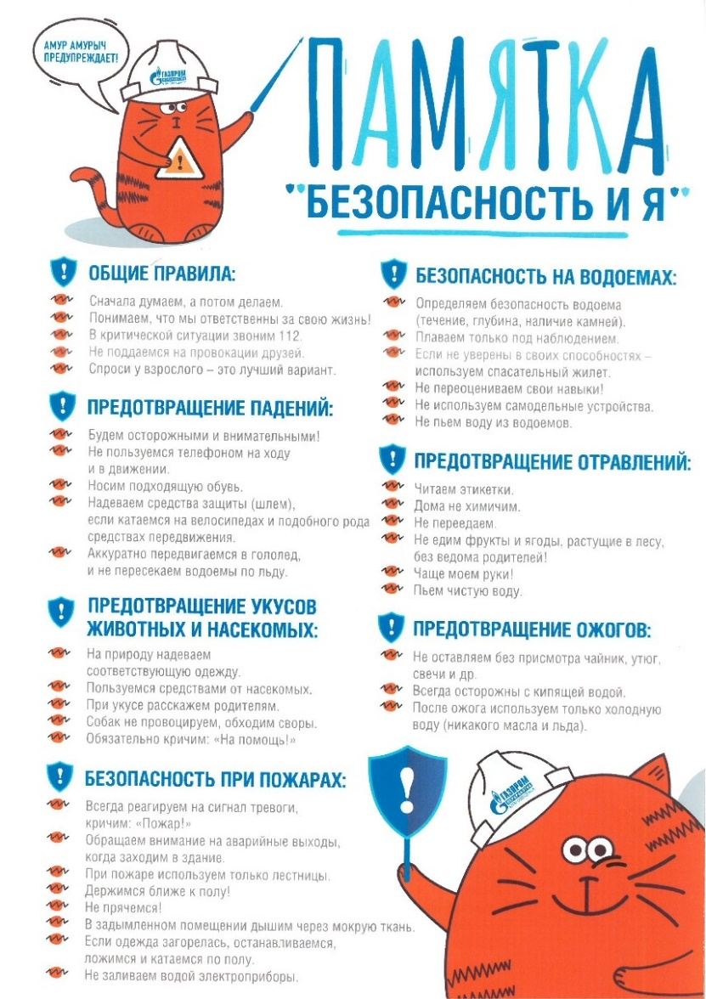 АМУР АМУРЫЧ
ПРЕДУПРЕЖДАЕТ!
ГАЗПРОМ
ПАМЯТКА
"БЕЗОПАСНОСТЬ И Я"
ОБЩИЕ ПРАВИЛА:
Сначала думаем, а потом делаем.
Понимаем, что мы ответственны за свою жизнь!
В критической ситуации звоним 112.
Не поддаемся на провокации друзей.
Спроси у взрослого – это лучший вариант.
ПРЕДОТВРАЩЕНИЕ ПАДЕНИЙ:
Будем осторожными и внимательными!
Не пользуемся телефоном на ходу
и в движении.
Носим подходящую обувь.
Надеваем средства защиты (шлем),
если катаемся на велосипедах и подобного рода
средствах передвижения.
Аккуратно передвигаемся в гололед,
и не пересекаем водоемы по льду.
ПРЕДОТВРАЩЕНИЕ УКУСОВ
ЖИВОТНЫХ И НАСЕКОМЫХ:
На природу надеваем
соответствующую одежду.
Пользуемся средствами от насекомых.
При укусе расскажем родителям.
Собак не провоцируем, обходим своры.
Обязательно кричим: «На помощь!»
БЕЗОПАСНОСТЬ ПРИ ПОЖАРАХ:
Всегда реагируем на сигнал тревоги,
кричим: «Пожар!»
Обращаем внимание на аварийные выходы,
когда заходим в здание.
При пожаре используем только лестницы.
Держимся ближе к полу!
Не прячемся!
В задымленном помещении дышим через мокрую ткань.
Если одежда загорелась, останавливаемся,
ложимся и катаемся по полу.
Не заливаем водой электроприборы.
БЕЗОПАСНОСТЬ НА ВОДОЕМАХ:
Определяем безопасность водоема
(течение, глубина, наличие камней).
Плаваем только под наблюдением.
Если не уверены в своих способностях –
используем спасательный жилет.
Не переоцениваем свои навыки!
Не используем самодельные устройства.
Не пьем воду из водоемов.
ПРЕДОТВРАЩЕНИЕ ОТРАВЛЕНИЙ:
Читаем этикетки.
Дома не химичим.
Не переедаем.
Не едим фрукты и ягоды, растущие в лесу,
без ведома родителей!
Чаще моем руки!
Пьем чистую воду.
ПРЕДОТВРАЩЕНИЕ ОЖОГОВ:
Не оставляем без присмотра чайник, утюг,
свечи и др.
Всегда осторожны с кипящей водой.
После ожога используем только холодную
воду (никакого масла и льда).
ГАЗПРОМ